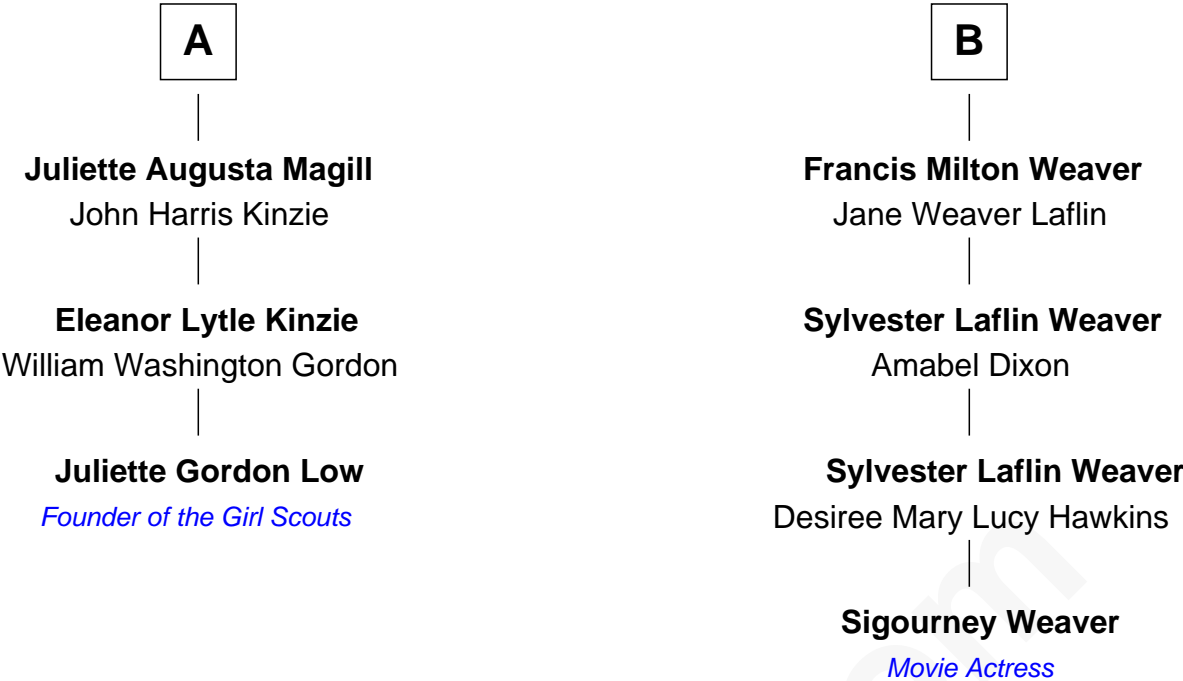 A
Juliette Augusta Magill
John Harris Kinzie
Eleanor Lytle Kinzie
William Washington Gordon
Juliette Gordon Low
Founder of the Girl Scouts
B
Francis Milton Weaver
Jane Weaver Laflin
Sylvester Laflin Weaver
Amabel Dixon
Sylvester Laflin Weaver
Desiree Mary Lucy Hawkins
Sigourney Weaver
Movie Actress